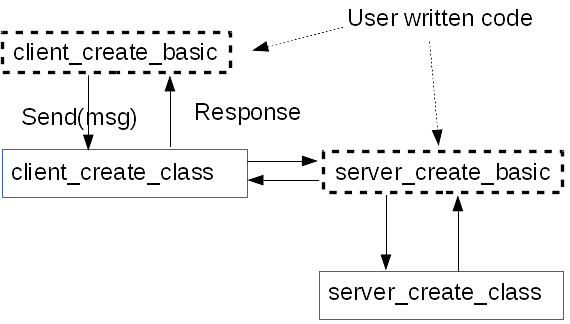 User written code
client_create_basic
Send(msg)
Response
client_create_class
server_create_basic
server_create_class